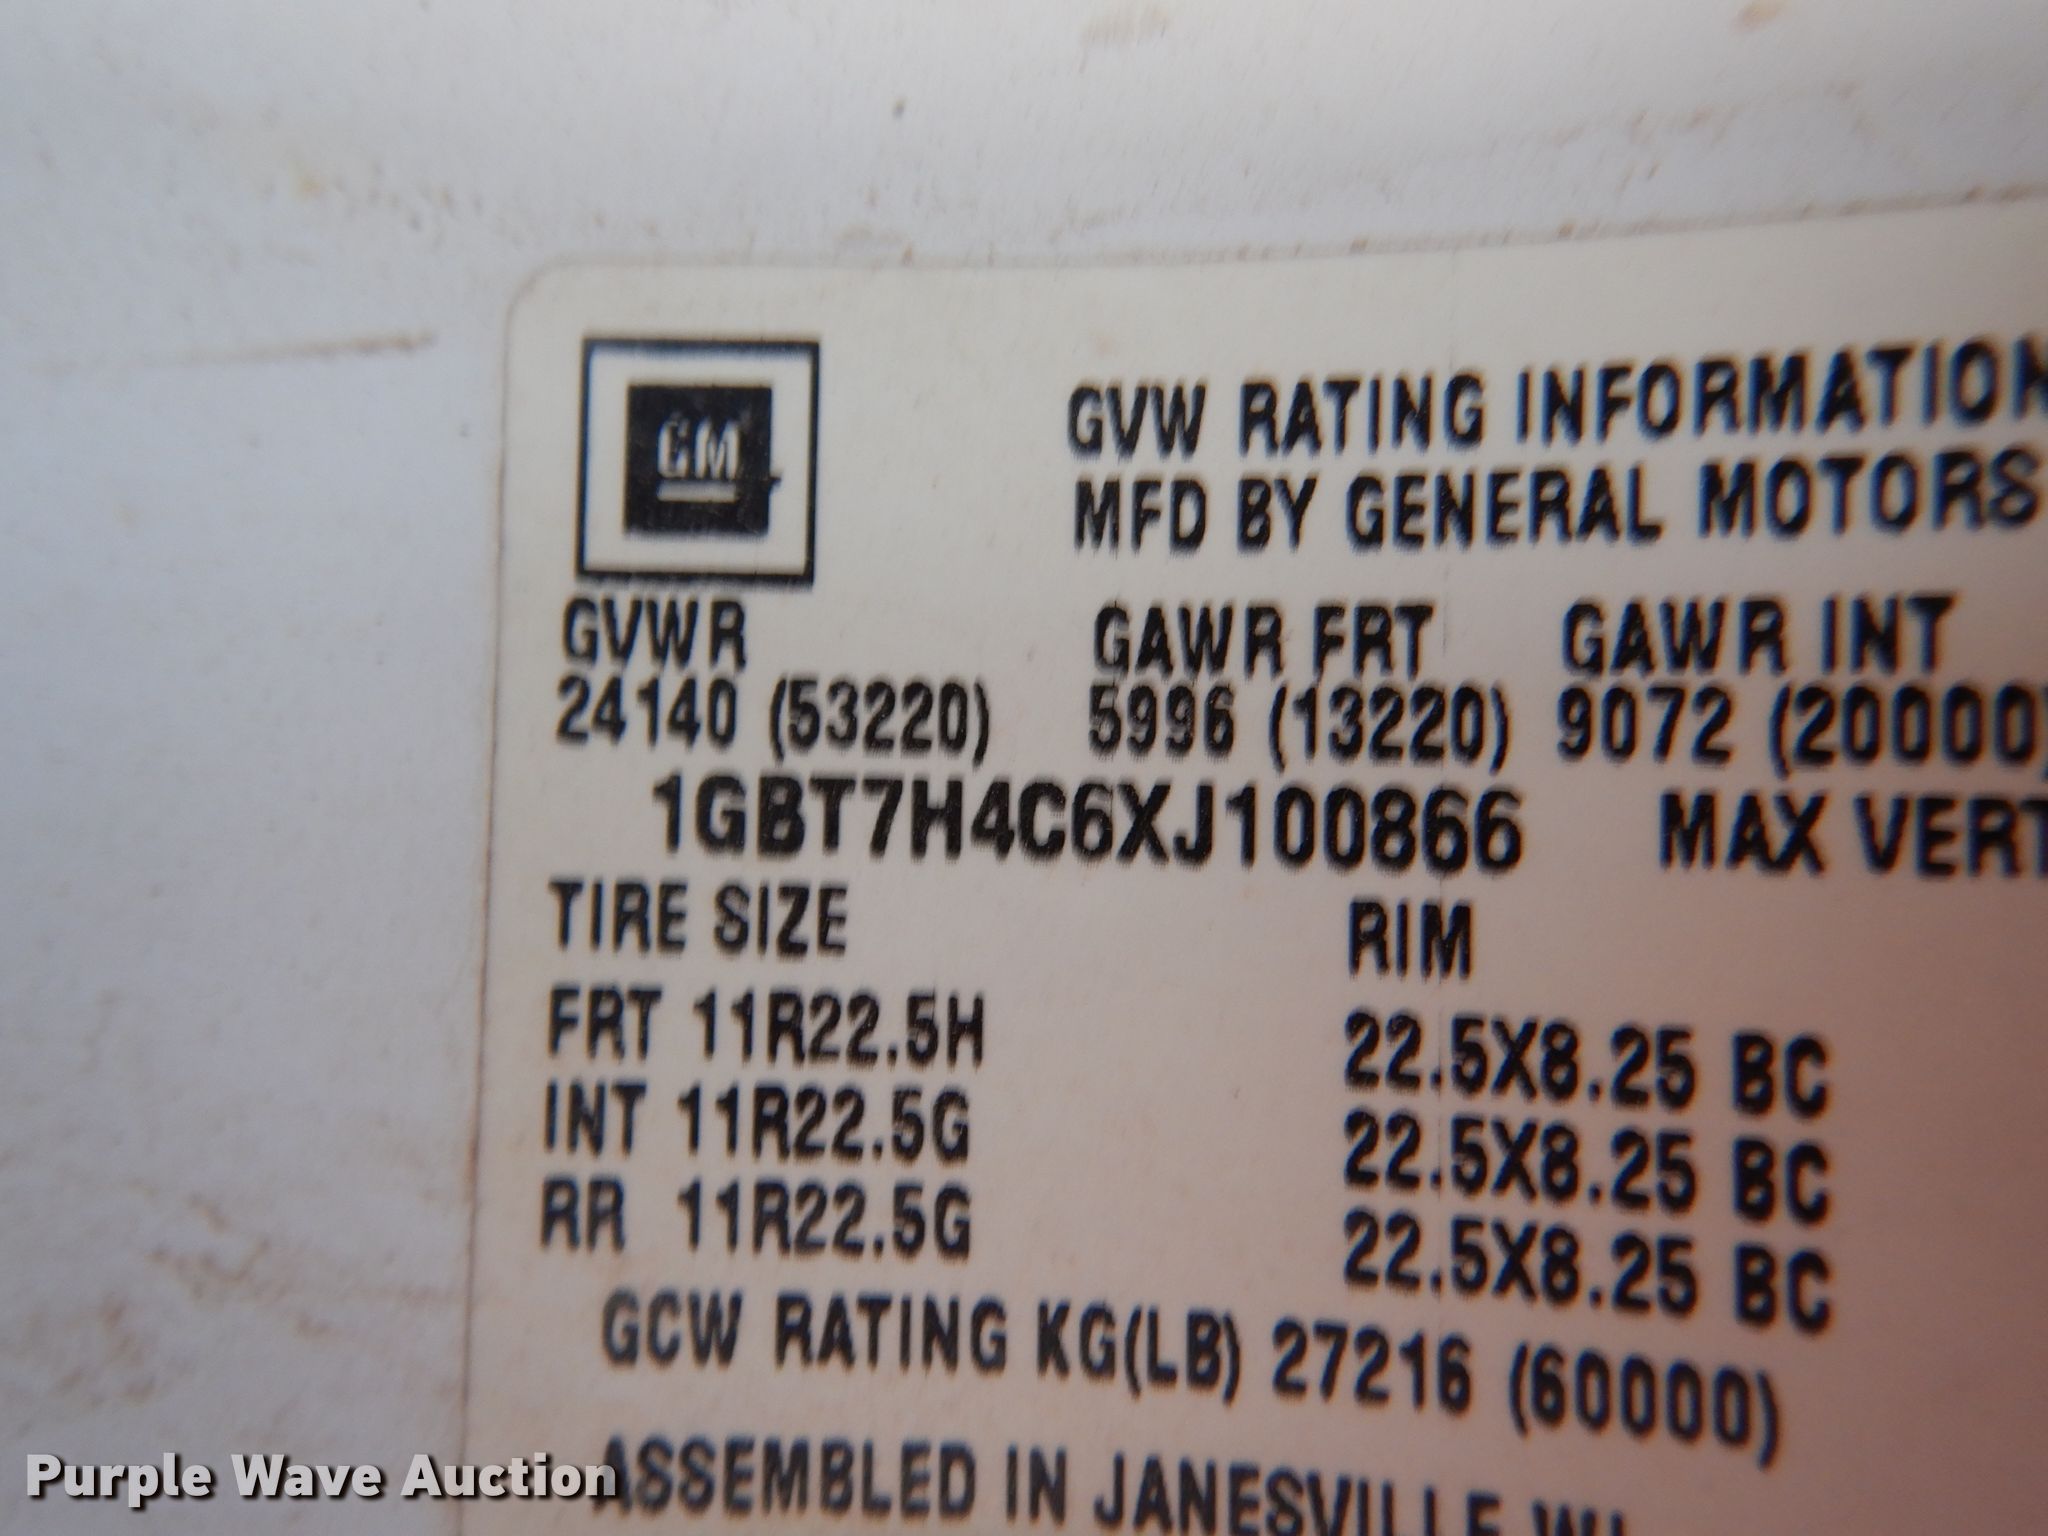 GM
GVW RATING INFORMATION
MFD BY GENERAL MOTORS
GVWR GAWR FRT GAWR INT
24140 (53220) 5996 (13220) 9072 (20000)
1GBT7H4C6XJ100866 MAX VERT
TIRE SIZE RIM
FRT 11R22.5H 22.5X8.25 BC
INT 11R22.5G 22.5X8.25 BC
RR 11R22.5G 22.5X8.25 BC
GCW RATING KG(LB) 27216 (60000)
ASSEMBLED IN JANESVILLE WI
Purple Wave Auction